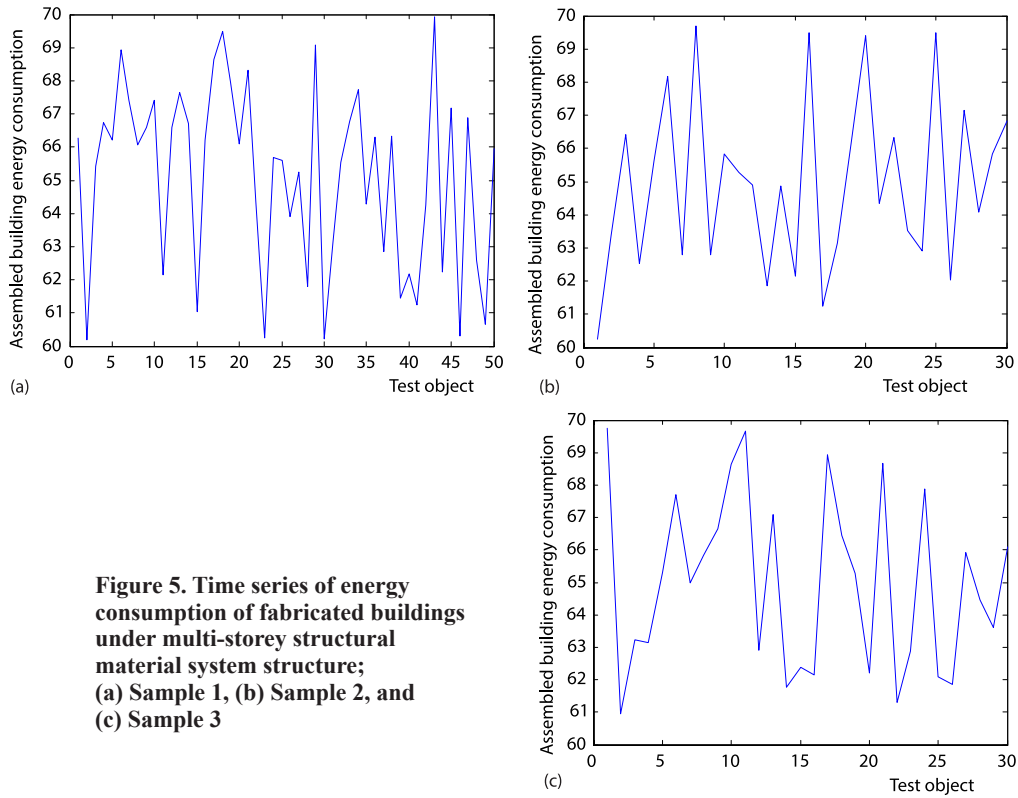 70
69
68
67
66
65
64
63
62
61
60
Assembled building energy consumption
0 5 10 15 20 25 30 35 40 45 50
Test object
(a)
70
69
68
67
66
65
64
63
62
61
60
Assembled building energy consumption
0 5 10 15 20 25 30
Test object
(b)
70
69
68
67
66
65
64
63
62
61
60
Assembled building energy consumption
0 5 10 15 20 25 30
Test object
(c)
Figure 5. Time series of energy
consumption of fabricated buildings
under multi-storey structural
material system structure;
(a) Sample 1, (b) Sample 2, and
(c) Sample 3